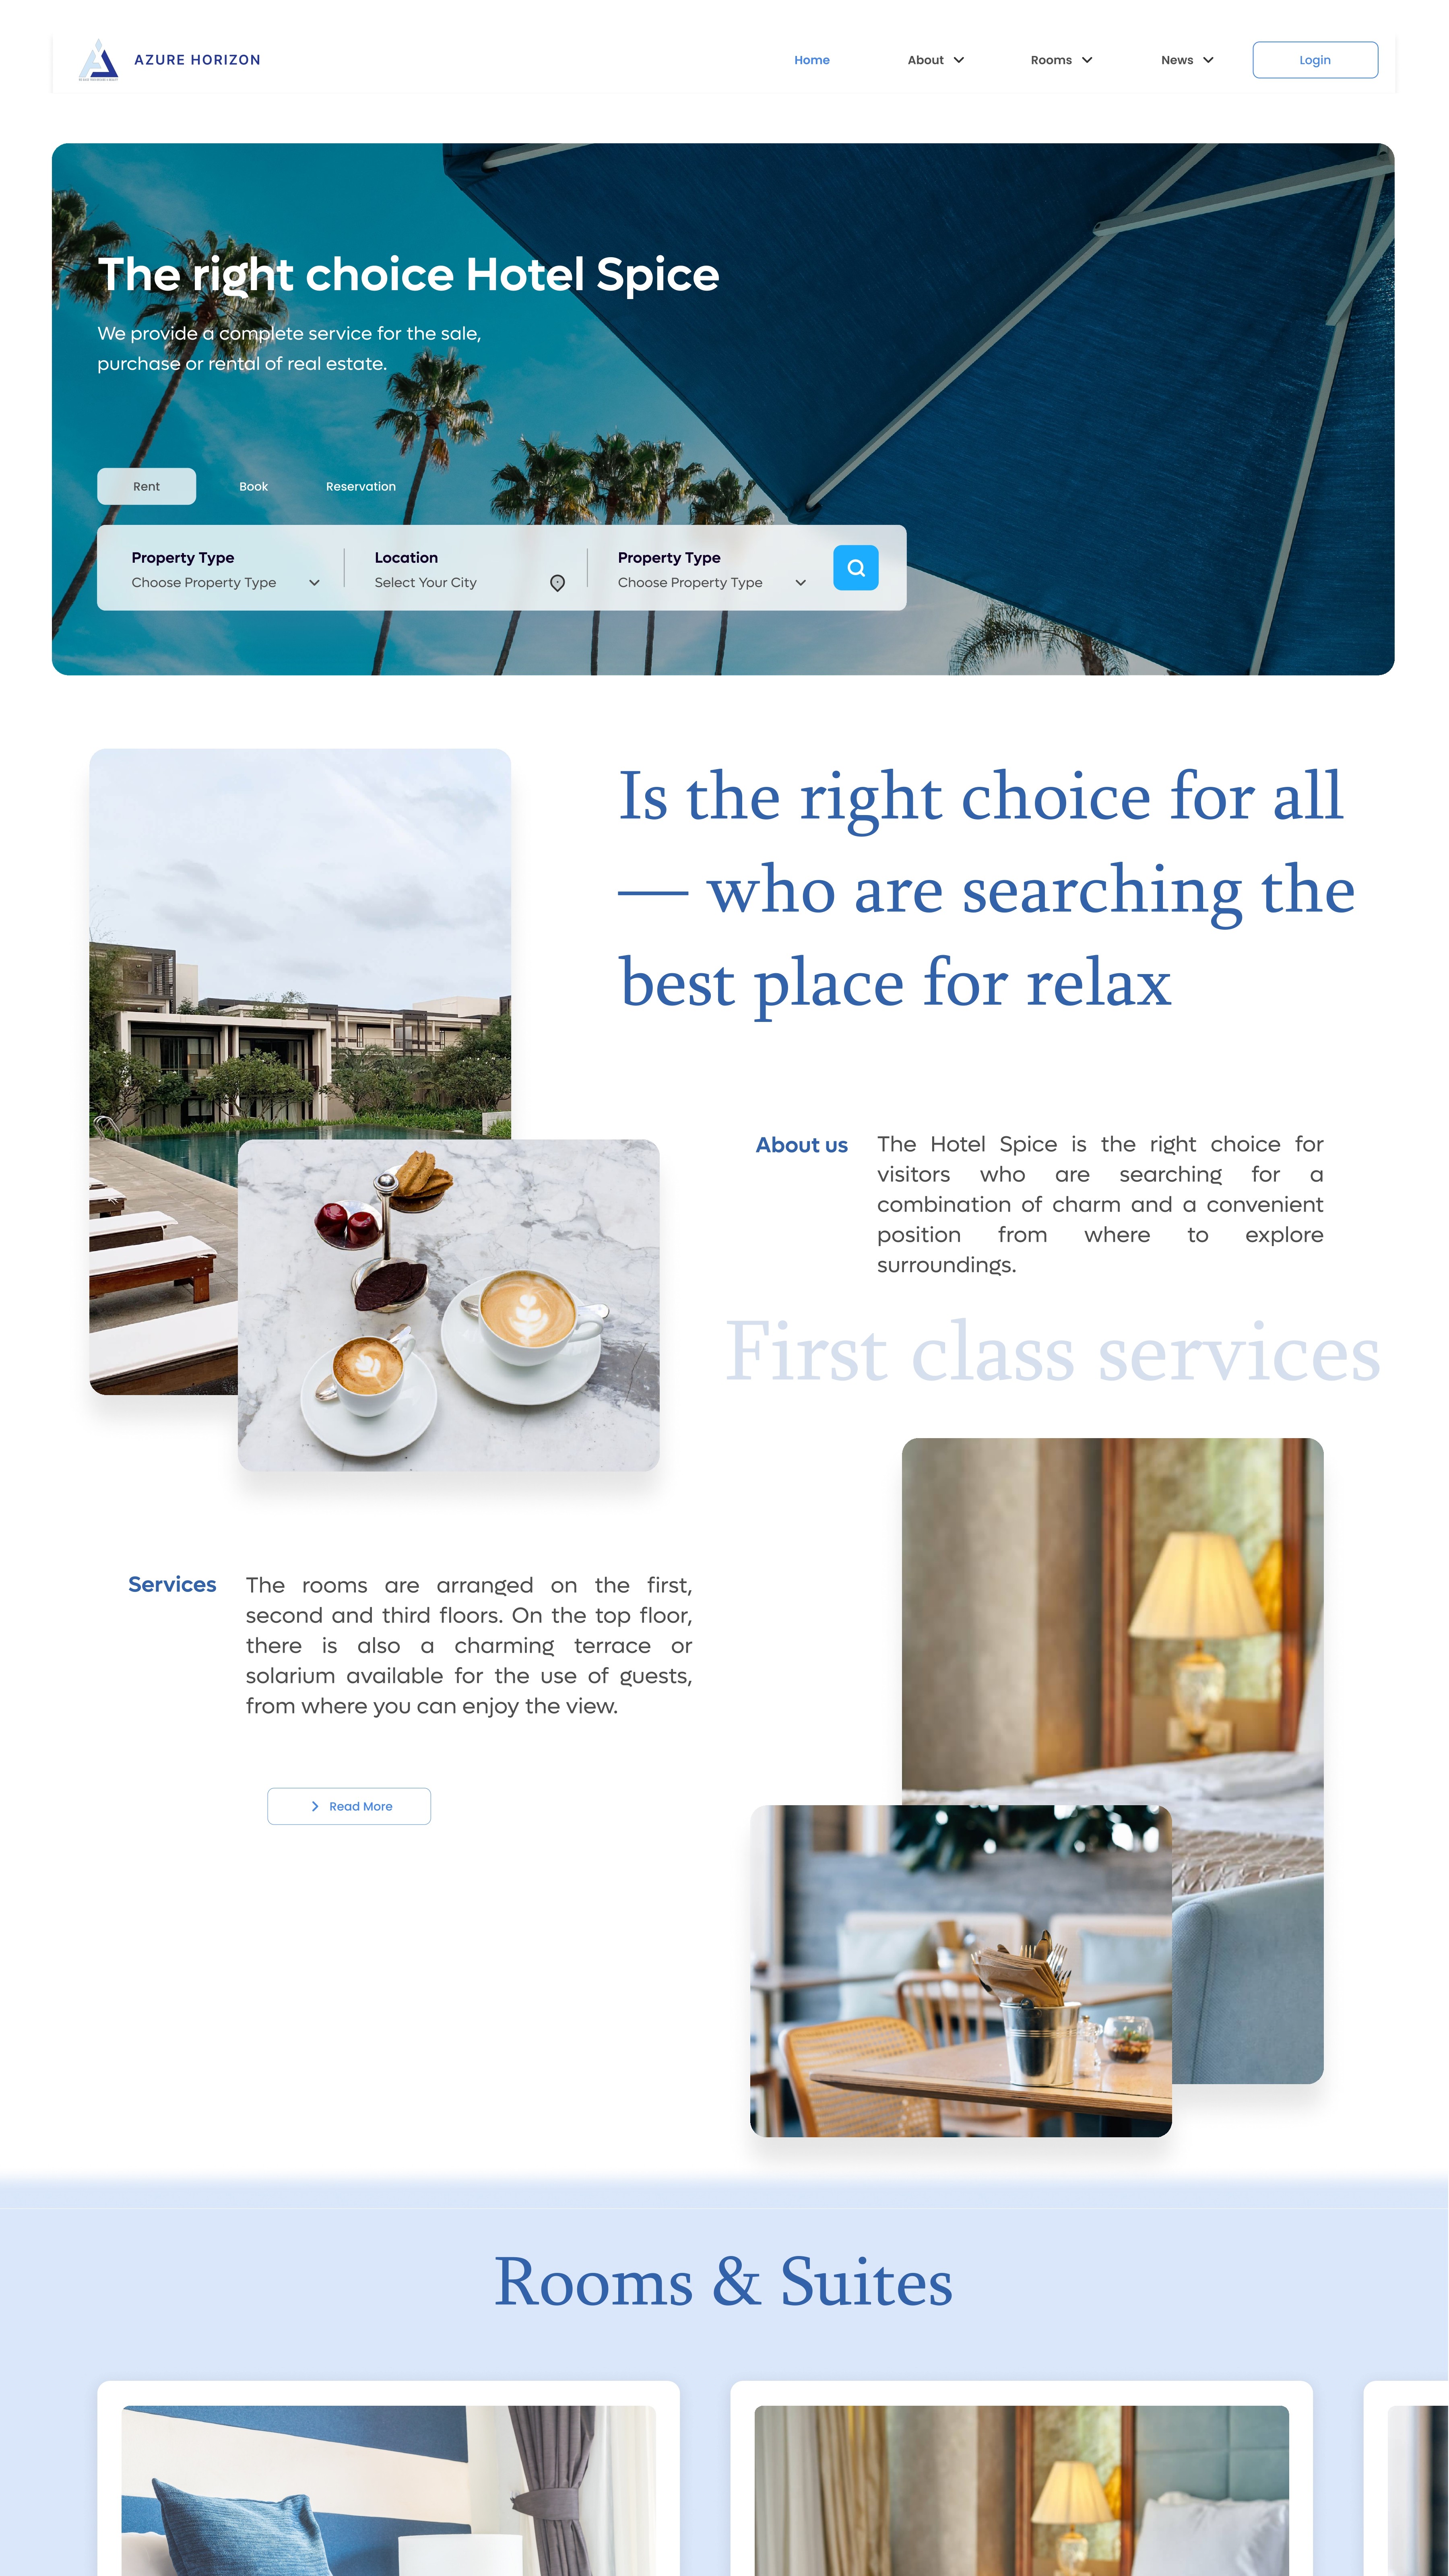 AZURE HORIZON
Home
About
Rooms
News
Login
The right choice Hotel Spice
We provide a complete service for the sale,
purchase or rental of real estate.
Rent
Book
Reservation
Property Type
Choose Property Type
Location
Select Your City
Property Type
Choose Property Type
Is the right choice for all
— who are searching the
best place for relax
About us
The Hotel Spice is the right choice for
visitors who are searching for a
combination of charm and a convenient
position from where to explore
surroundings.
First class services
Services
The rooms are arranged on the first,
second and third floors. On the top floor,
there is also a charming terrace or
solarium available for the use of guests,
from where you can enjoy the view.
Read More
Rooms & Suites